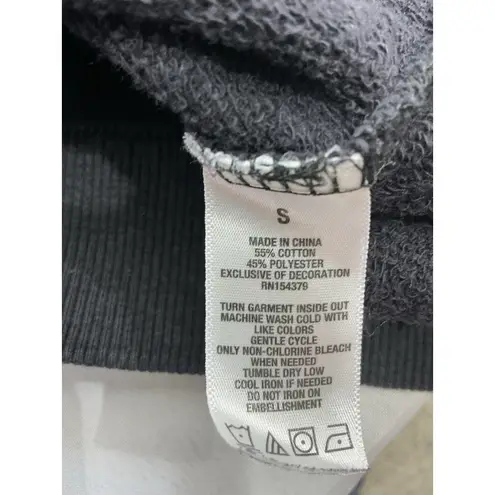 S
MADE IN CHINA
55% COTTON
45% POLYESTER
EXCLUSIVE OF DECORATION
RN154379
TURN GARMENT INSIDE OUT
MACHINE WASH COLD WITH
LIKE COLORS
GENTLE CYCLE
ONLY NON-CHLORINE BLEACH
WHEN NEEDED
TUMBLE DRY LOW
COOL IRON IF NEEDED
DO NOT IRON ON
EMBELLISHMENT